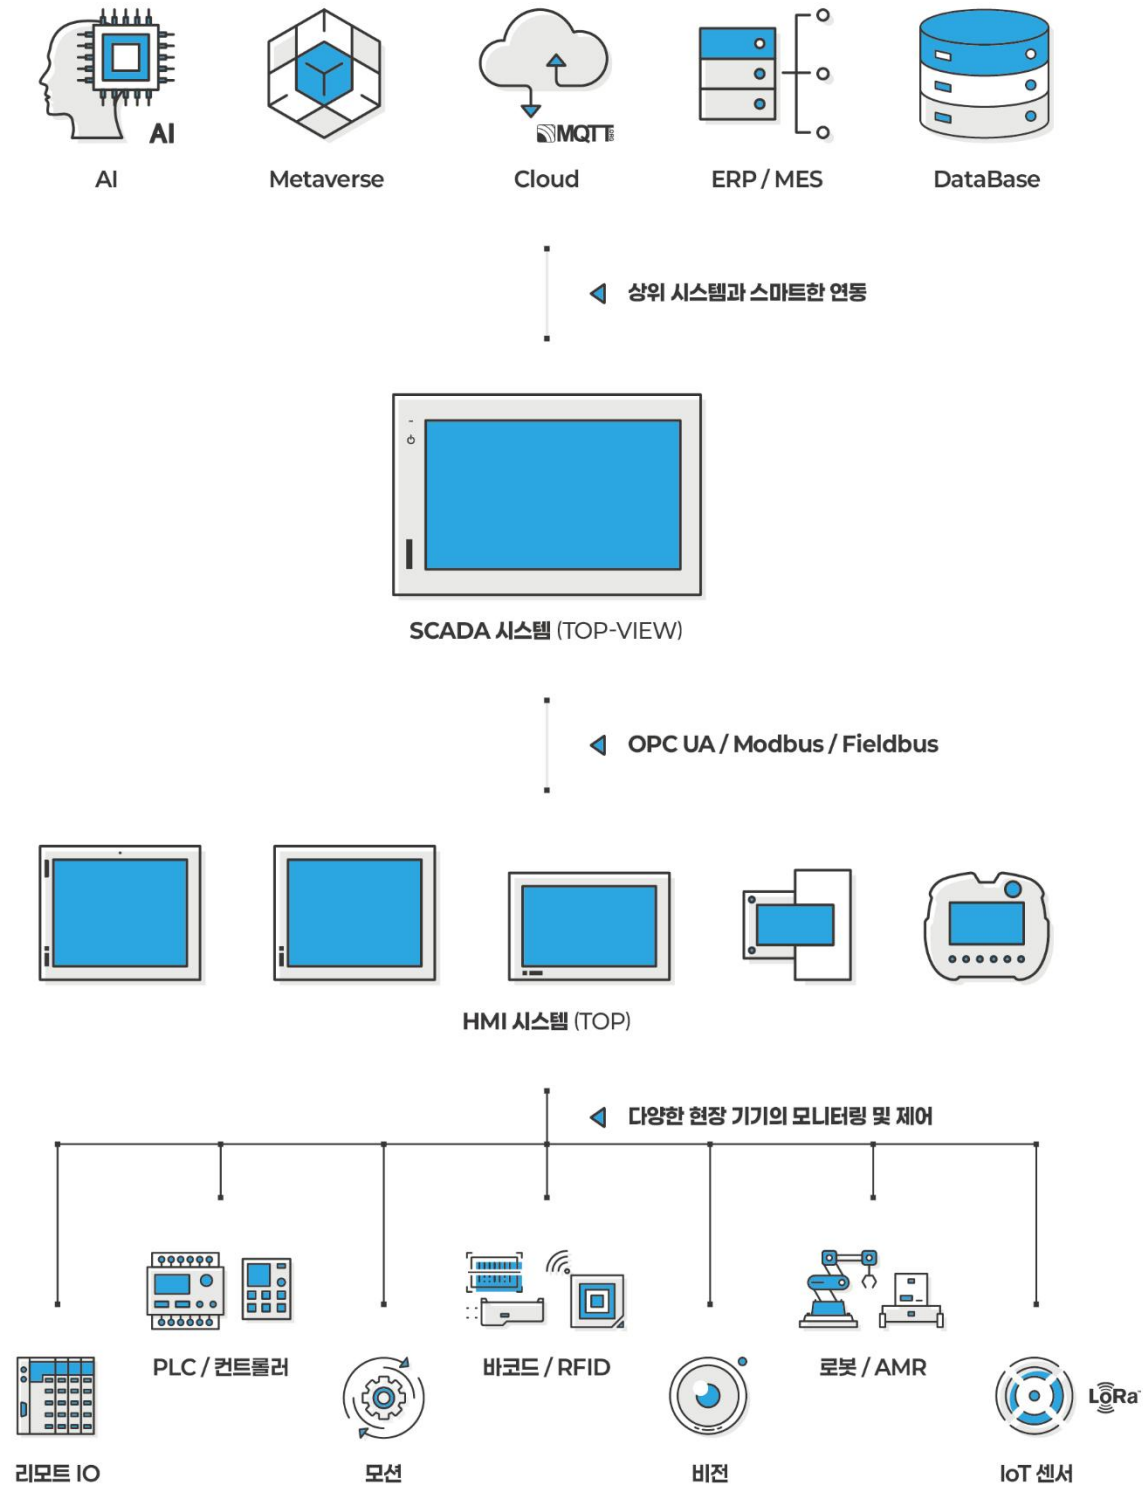 AI
MQTT
AI
Metaverse
Cloud
ERP / MES
DataBase
상위 시스템과 스마트한 연동
SCADA 시스템 (TOP-VIEW)
OPC UA / Modbus / Fieldbus
HMI 시스템 (TOP)
다양한 현장 기기의 모니터링 및 제어
PLC / 컨트롤러
바코드 / RFID
로봇 / AMR
LoRa
리모트 IO
모션
비전
IoT 센서